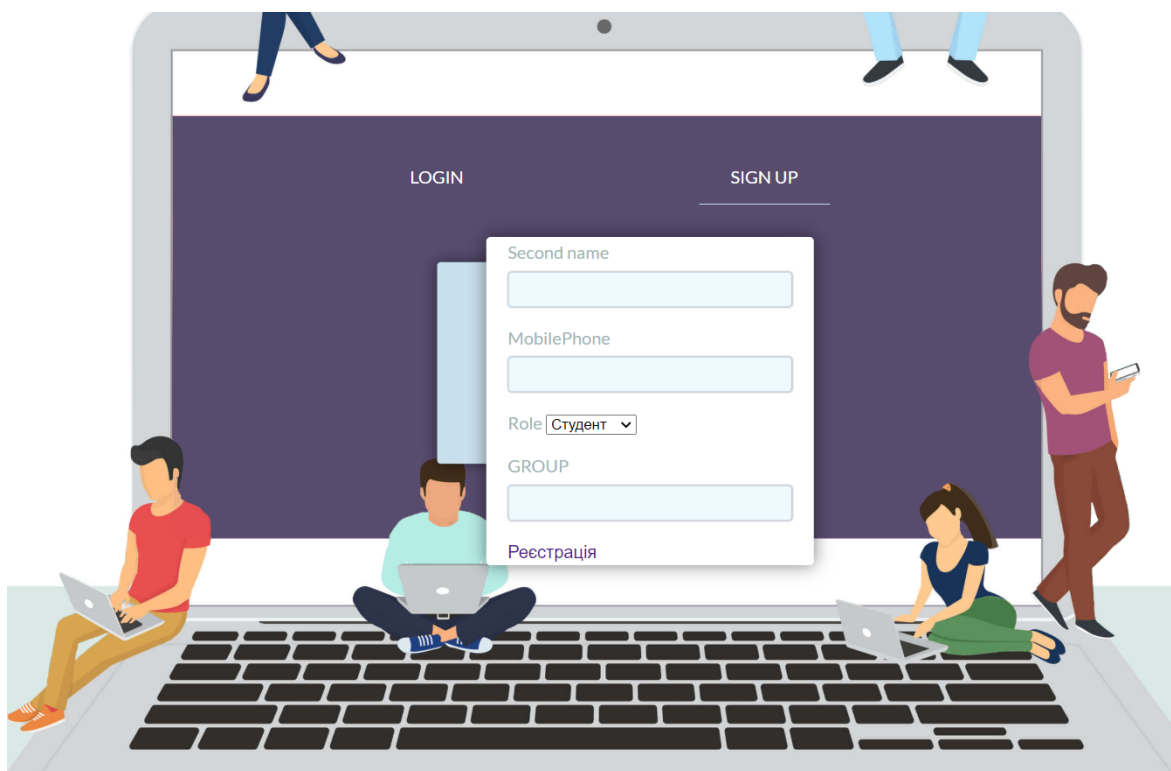 LOGIN
SIGN UP
Second name
MobilePhone
Role Студент
GROUP
Реєстрація